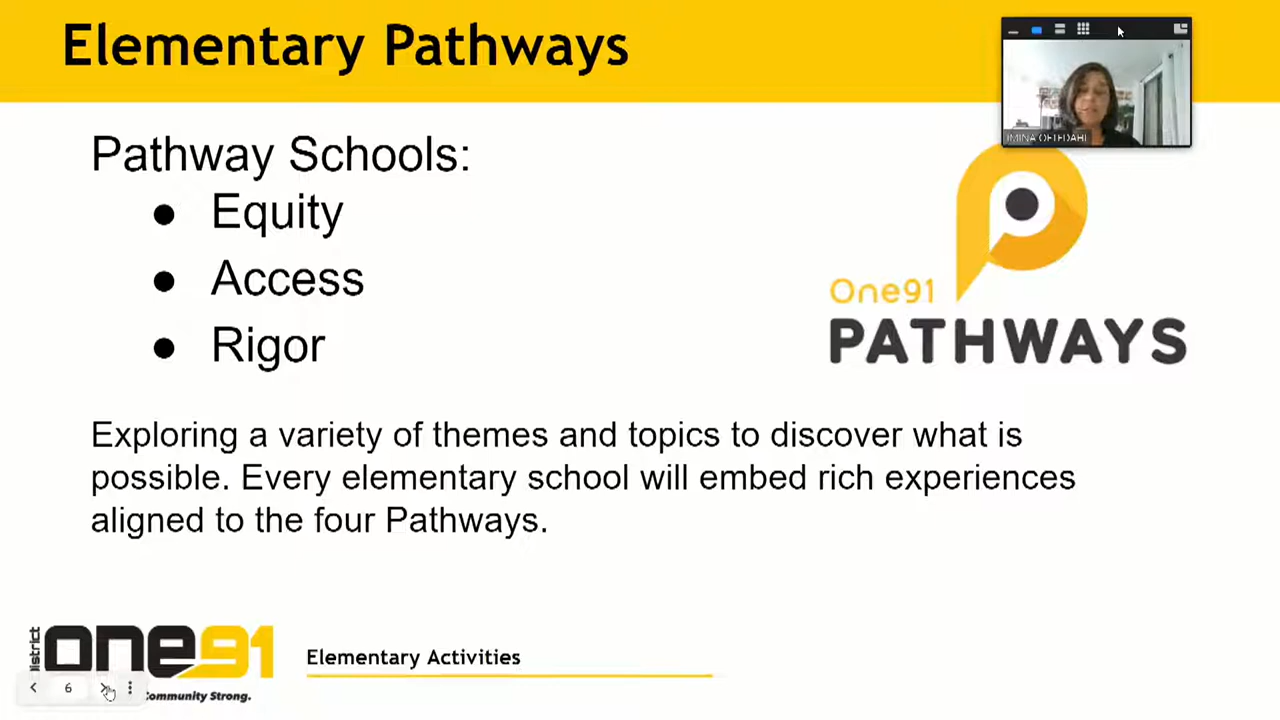 Elementary Pathways
Pathway Schools:
● Equity
● Access
● Rigor
One91
PATHWAYS
Exploring a variety of themes and topics to discover what is
possible. Every elementary school will embed rich experiences
aligned to the four Pathways.
District
one91
Community Strong.
Elementary Activities
6